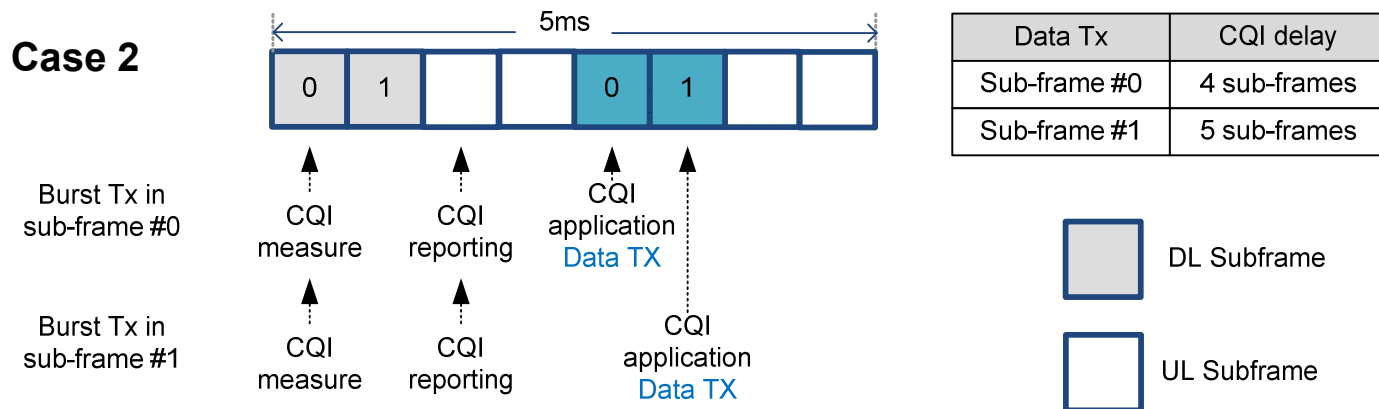 Case 2
5ms
0 1 0 1
Burst Tx in
sub-frame #0
CQI
measure
CQI
reporting
CQI
application
Data TX
Burst Tx in
sub-frame #1
CQI
measure
CQI
reporting
CQI
application
Data TX
Data Tx CQI delay
Sub-frame #0 4 sub-frames
Sub-frame #1 5 sub-frames
DL Subframe
UL Subframe